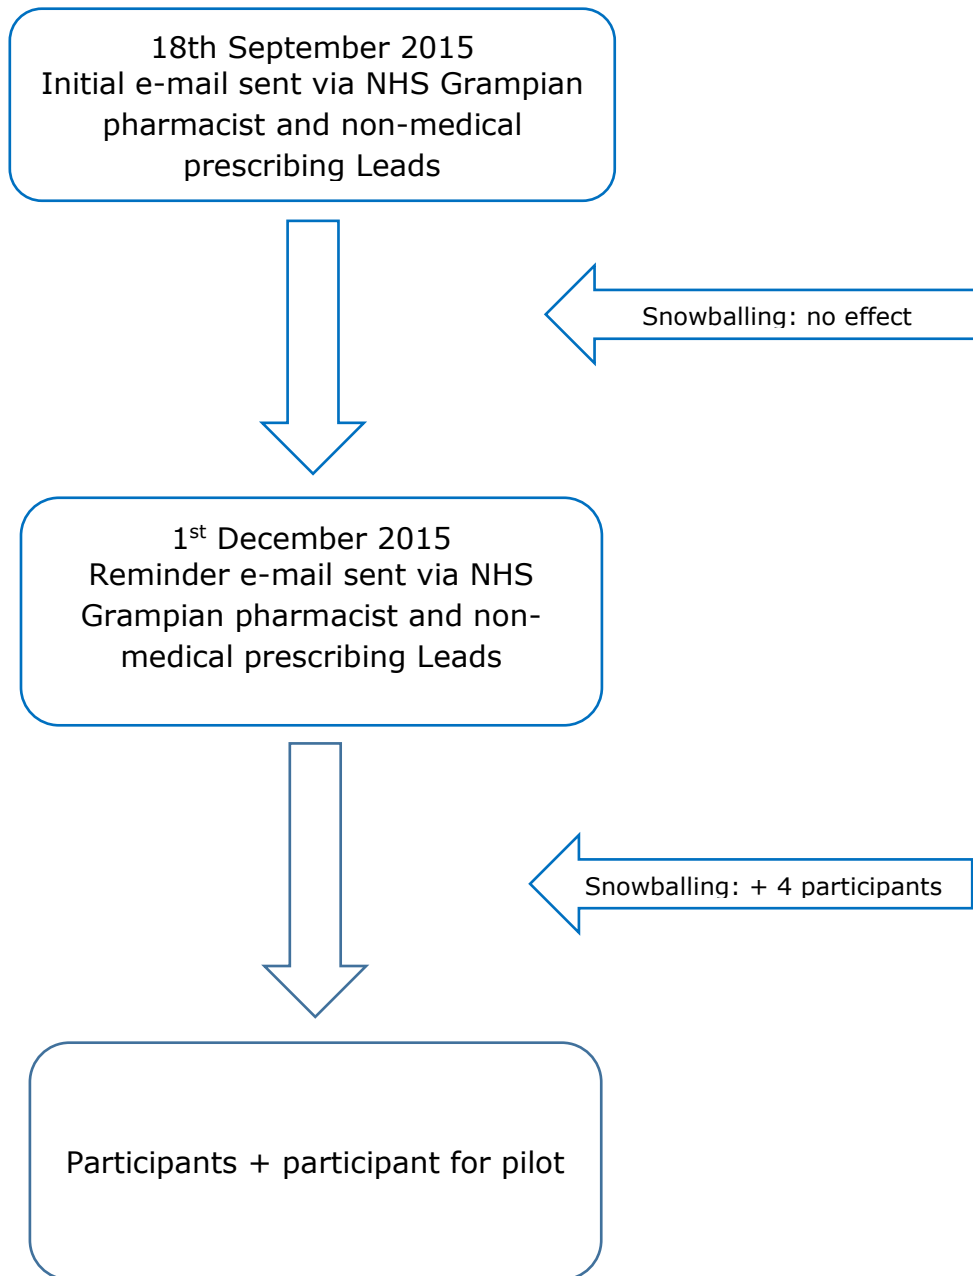 18th September 2015
Initial e-mail sent via NHS Grampian
pharmacist and non-medical
prescribing Leads
Snowballing: no effect
1st December 2015
Reminder e-mail sent via NHS
Grampian pharmacist and non-
medical prescribing Leads
Snowballing: + 4 participants
Participants + participant for pilot